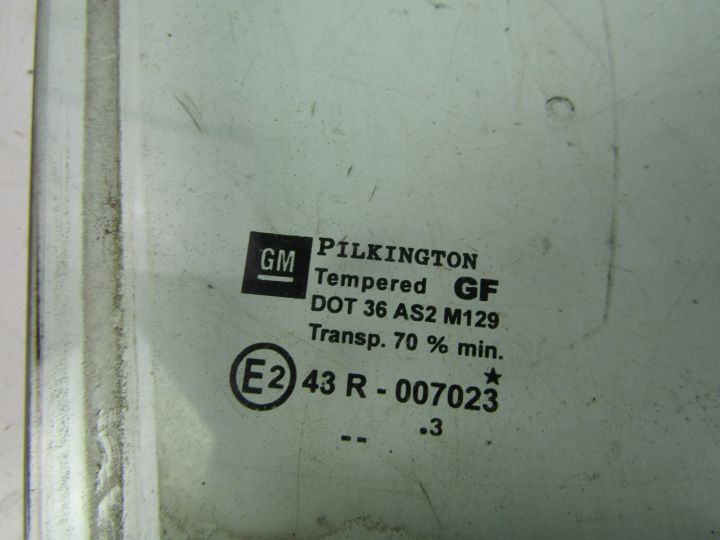 GM PILKINGTON
Tempered GF
DOT 36 AS2 M129
Transp. 70 % min.
E2 43 R - 007023
-- .3